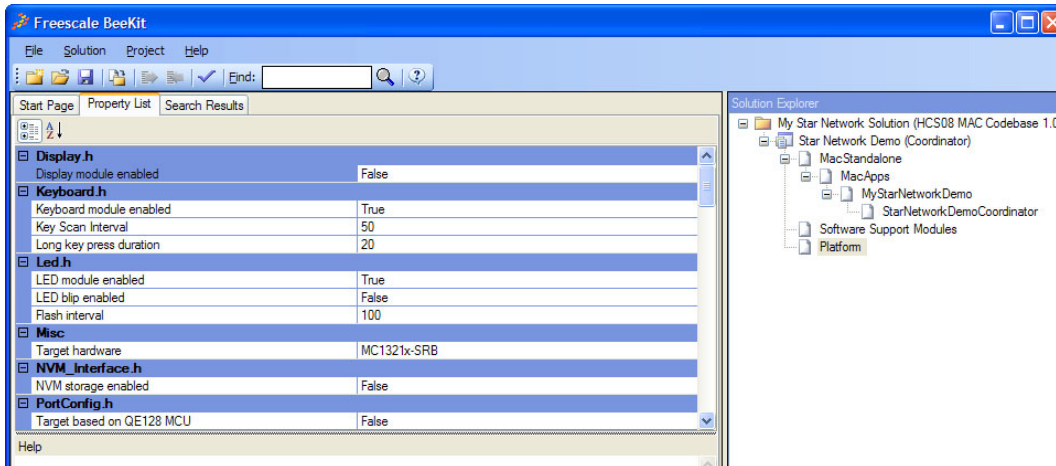 Freescale BeeKit
File Solution Project Help
Find:
Start Page Property List Search Results
Display.h
Display module enabled False
Keyboard.h
Keyboard module enabled True
Key Scan Interval 50
Long key press duration 20
Led.h
LED module enabled True
LED blip enabled False
Flash interval 100
Misc
Target hardware MC1321x-SRB
NVM_Interface.h
NVM storage enabled False
PortConfig.h
Target based on QE128 MCU False
Help
Solution Explorer
My Star Network Solution (HCS08 MAC Codebase 1.0
Star Network Demo (Coordinator)
MacStandalone
MacApps
MyStarNetworkDemo
StarNetworkDemoCoordinator
Software Support Modules
Platform